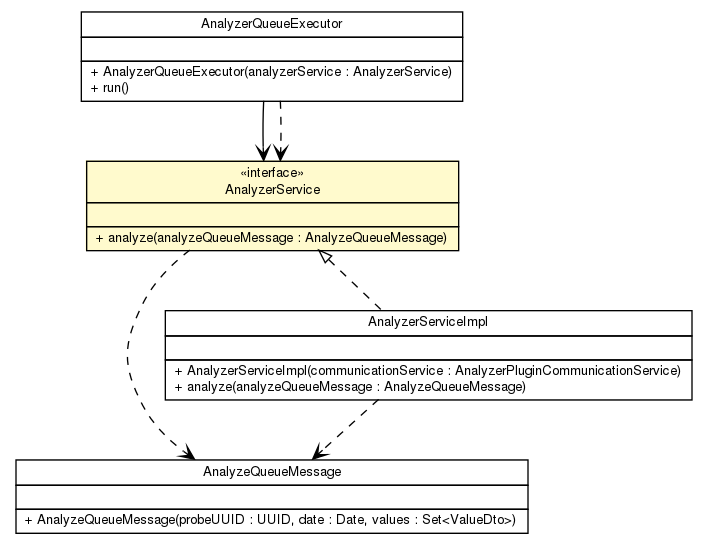 AnalyzerQueueExecutor
+ AnalyzerQueueExecutor(analyzerService : AnalyzerService)
+ run()
«interface»
AnalyzerService
+ analyze(analyzeQueueMessage : AnalyzeQueueMessage)
AnalyzerServiceImpl
+ AnalyzerServiceImpl(communicationService : AnalyzerPluginCommunicationService)
+ analyze(analyzeQueueMessage : AnalyzeQueueMessage)
AnalyzeQueueMessage
+ AnalyzeQueueMessage(probeUUID : UUID, date : Date, values : Set<ValueDto>)